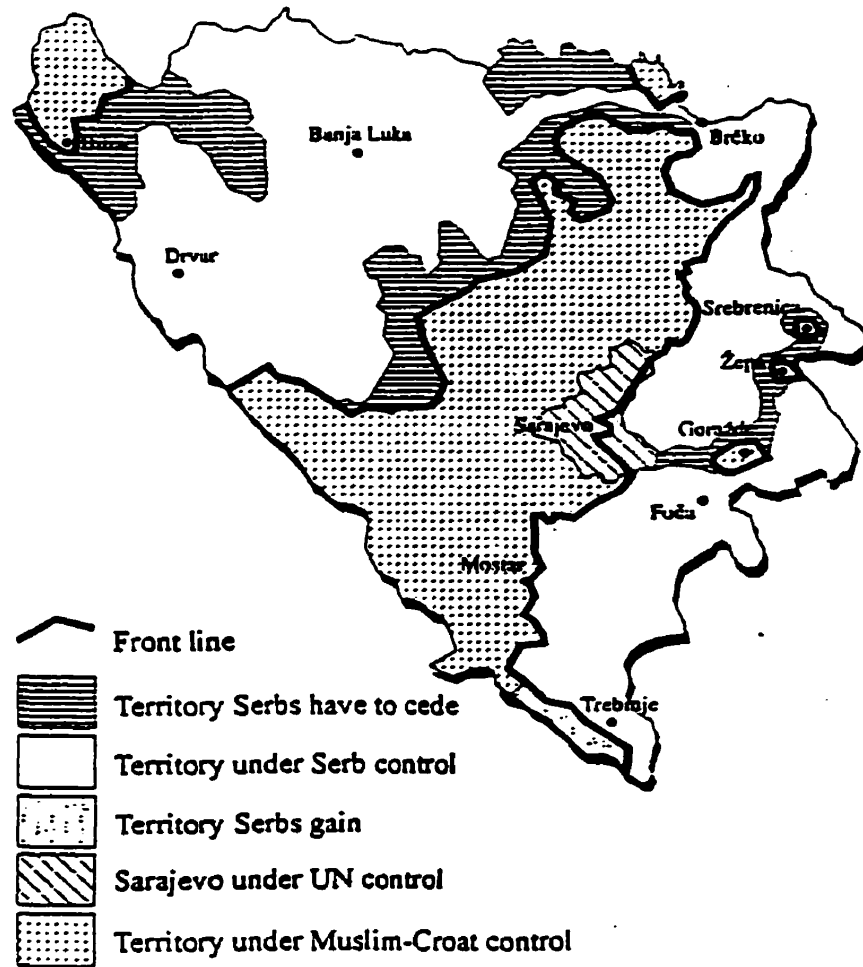 Banja Luka
Brčko
Drvar
Srebrenica
Žepa
Sarajevo
Goražde
Foča
Mostar
Trebinje
Front line
Territory Serbs have to cede
Territory under Serb control
Territory Serbs gain
Sarajevo under UN control
Territory under Muslim-Croat control